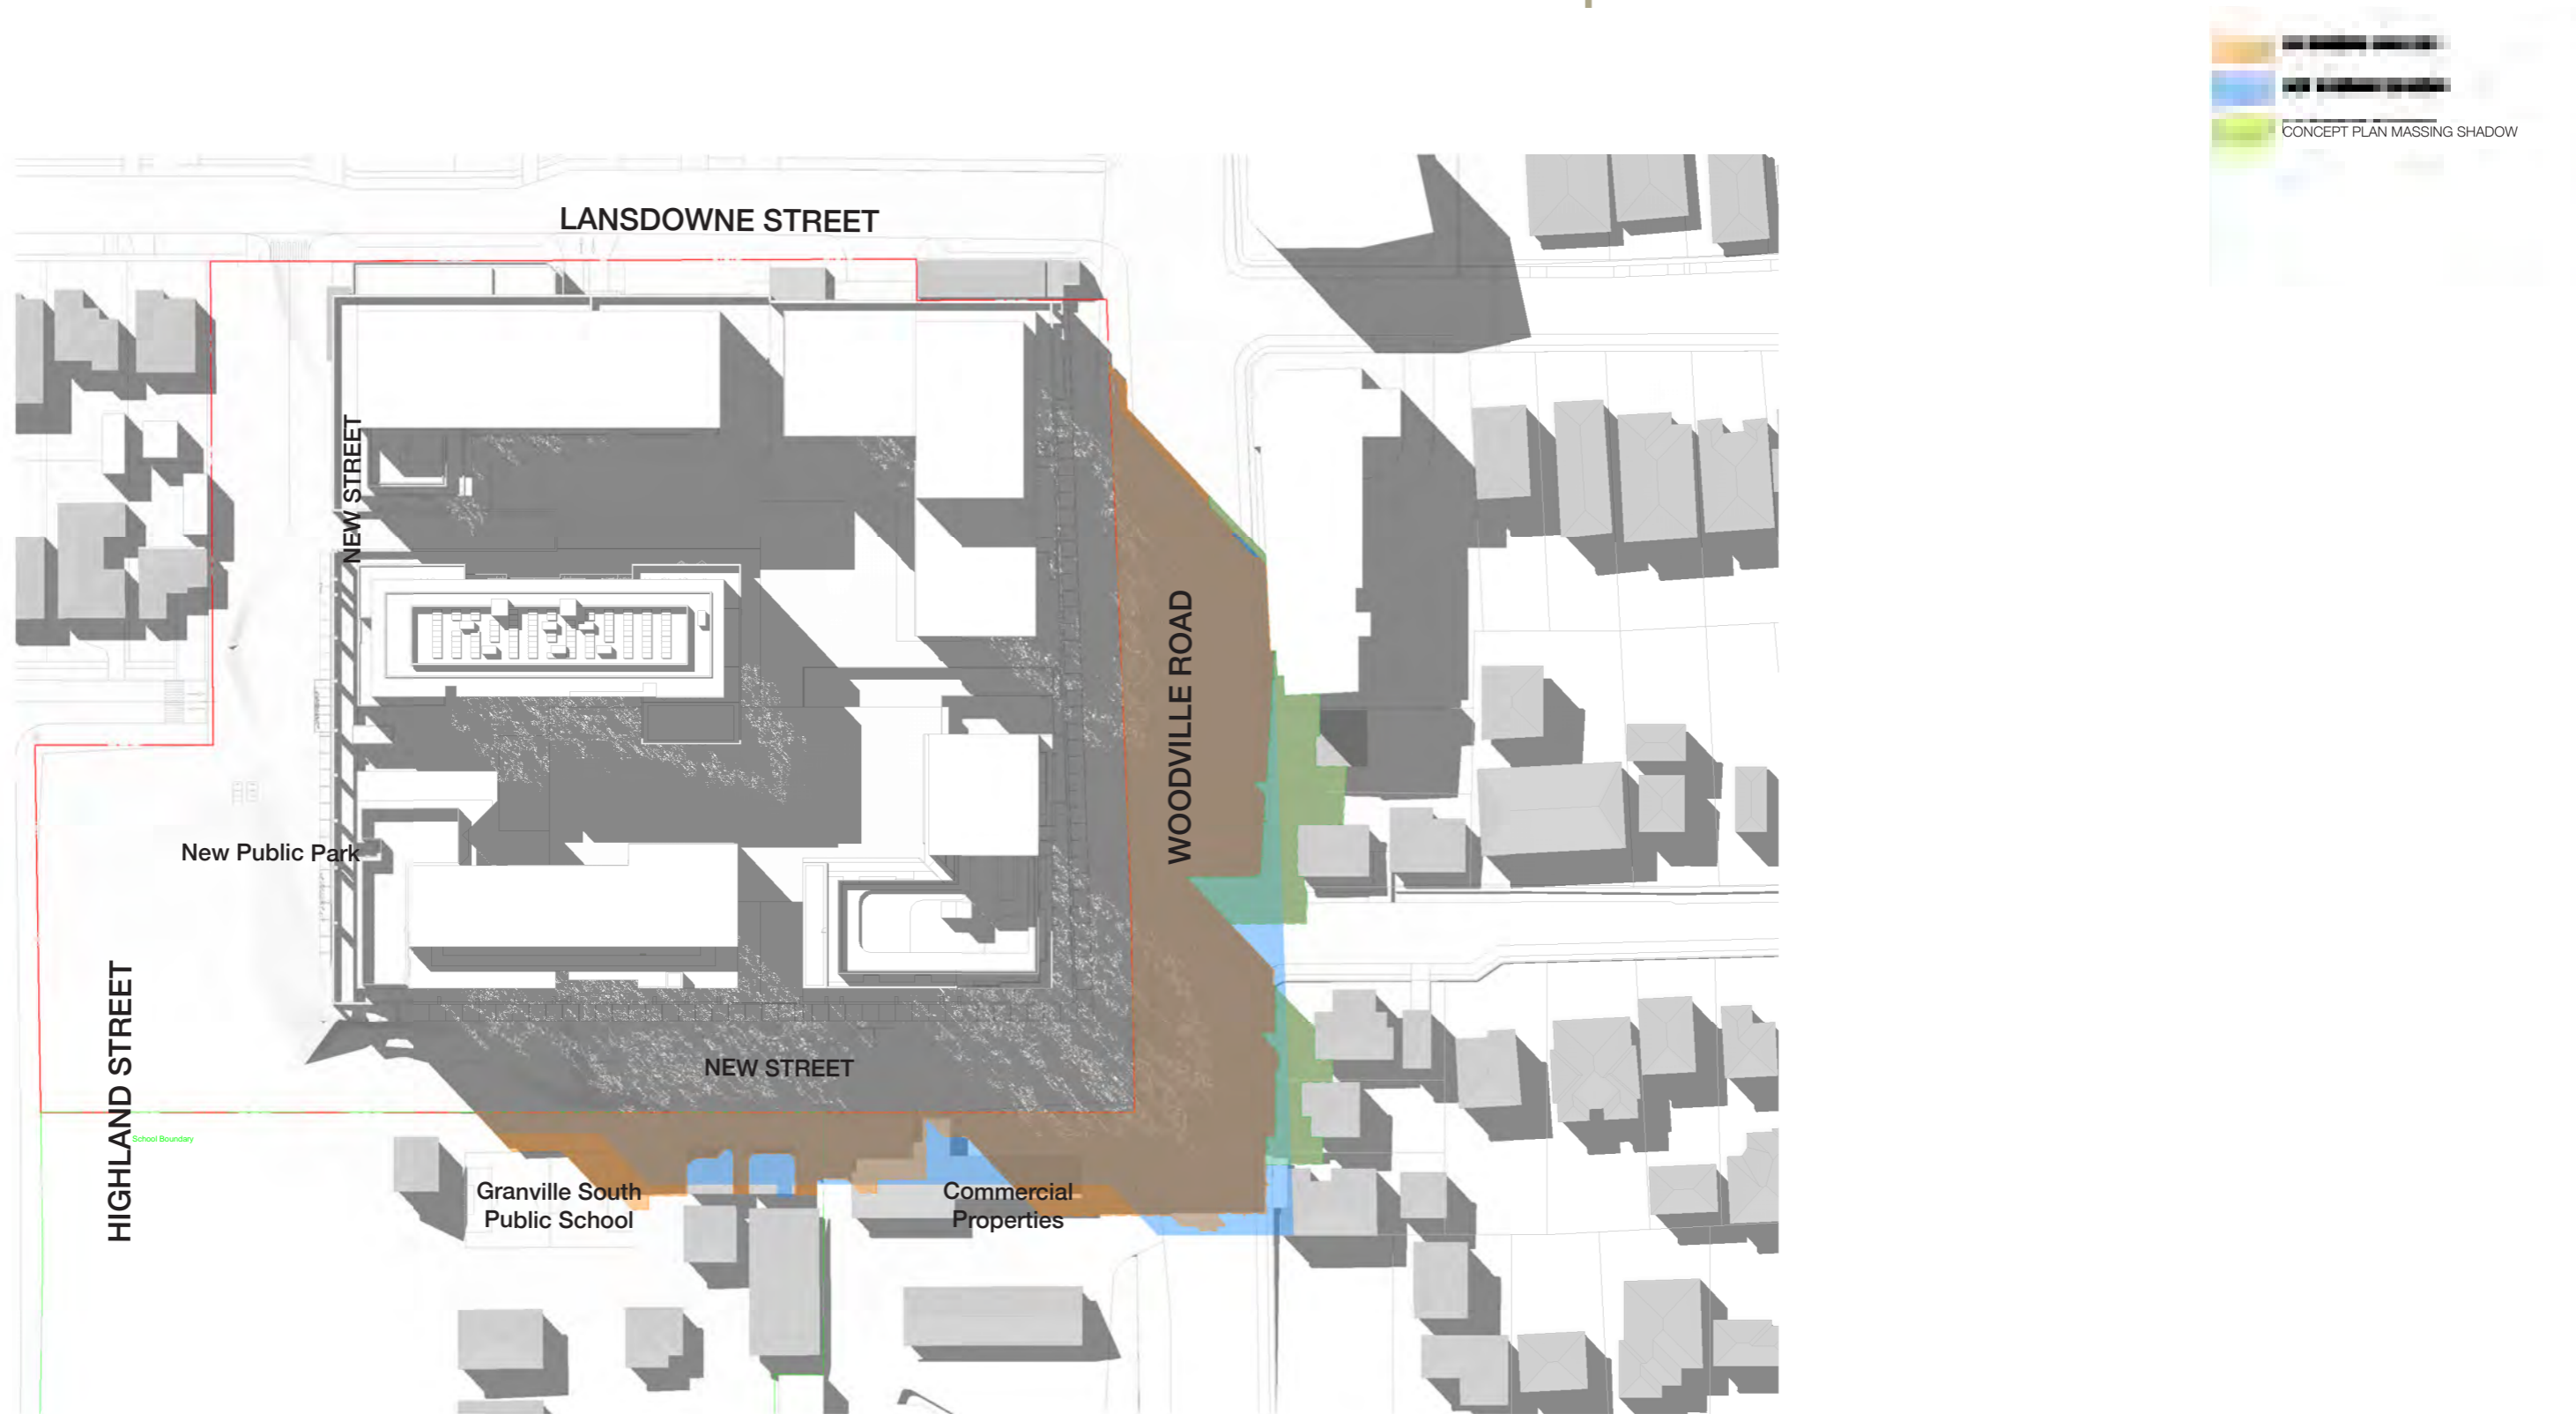 CONCEPT PLAN MASSING SHADOW
LANSDOWNE STREET
NEW STREET
WOODVILLE ROAD
New Public Park
HIGHLAND STREET
NEW STREET
School Boundary
Granville South
Public School
Commercial
Properties